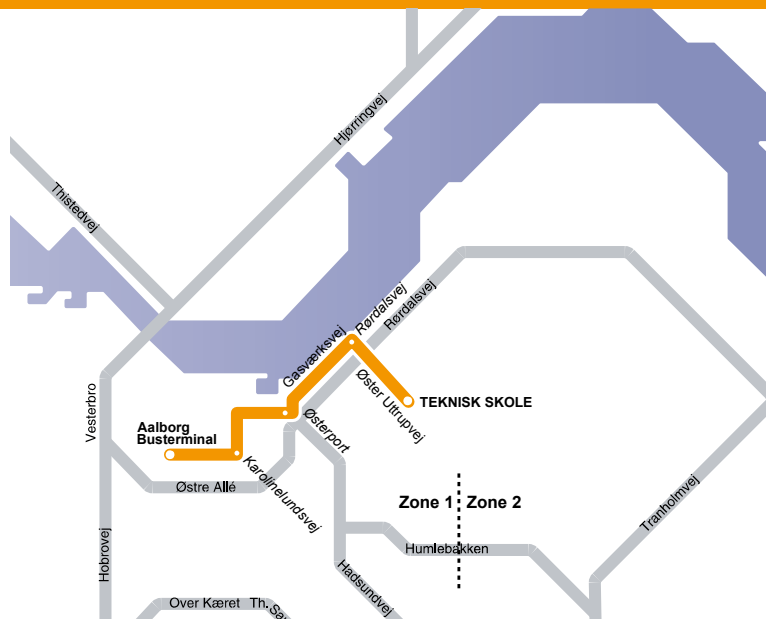 Hjørringvej
Thistedvej
Rørdalsvej
Rørdalsvej
Gasværksvej
Øster Uttrupvej
TEKNISK SKOLE
Vesterbro
Aalborg
Busterminal
Østerport
Karolinelundsvej
Østre Allé
Zone 1
Zone 2
Tranholmvej
Humlebakken
Hobrovej
Hadsundvej
Over Kæret
Th.